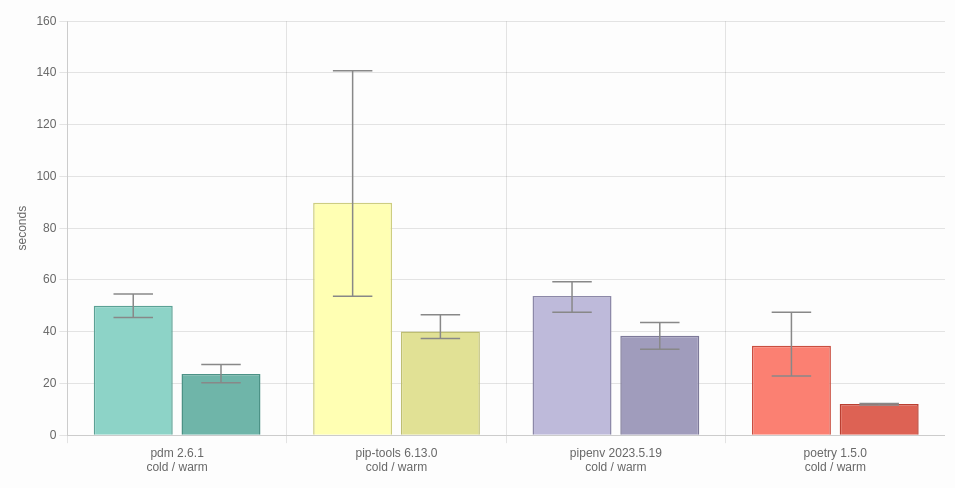 160
140
120
100
80
60
40
20
0
seconds
pdm 2.6.1
cold / warm
pip-tools 6.13.0
cold / warm
pipenv 2023.5.19
cold / warm
poetry 1.5.0
cold / warm